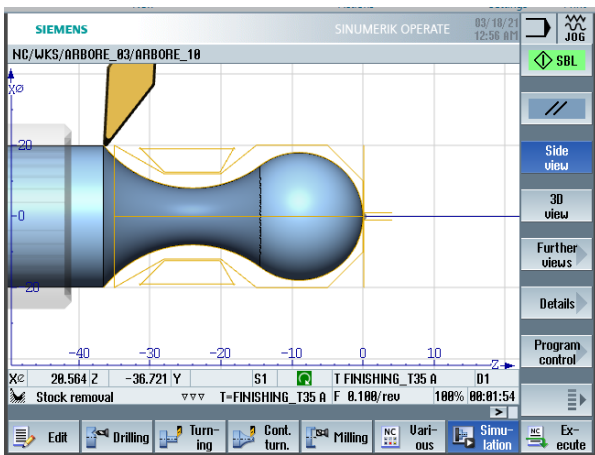 SIEMENS
SINUMERIK OPERATE
03/18/21
12:56 AM
JOG
NC/WKS/ARBORE_03/ARBORE_10
SBL
XØ
20
0
-20
-40 -30 -20 -10 0 10
Z
Side
view
3D
view
Further
views
Details
Program
control
XØ 20.564 Z -36.721 Y S1 T FINISHING_T35 A D1
Stock removal ▽▽▽ T=FINISHING_T35 A F 0.100/rev 100% 00:01:54
>
Edit
Drilling
Turn-
ing
Cont.
turn.
Milling
NC
Vari-
ous
Simu-
lation
NC
Ex-
ecute